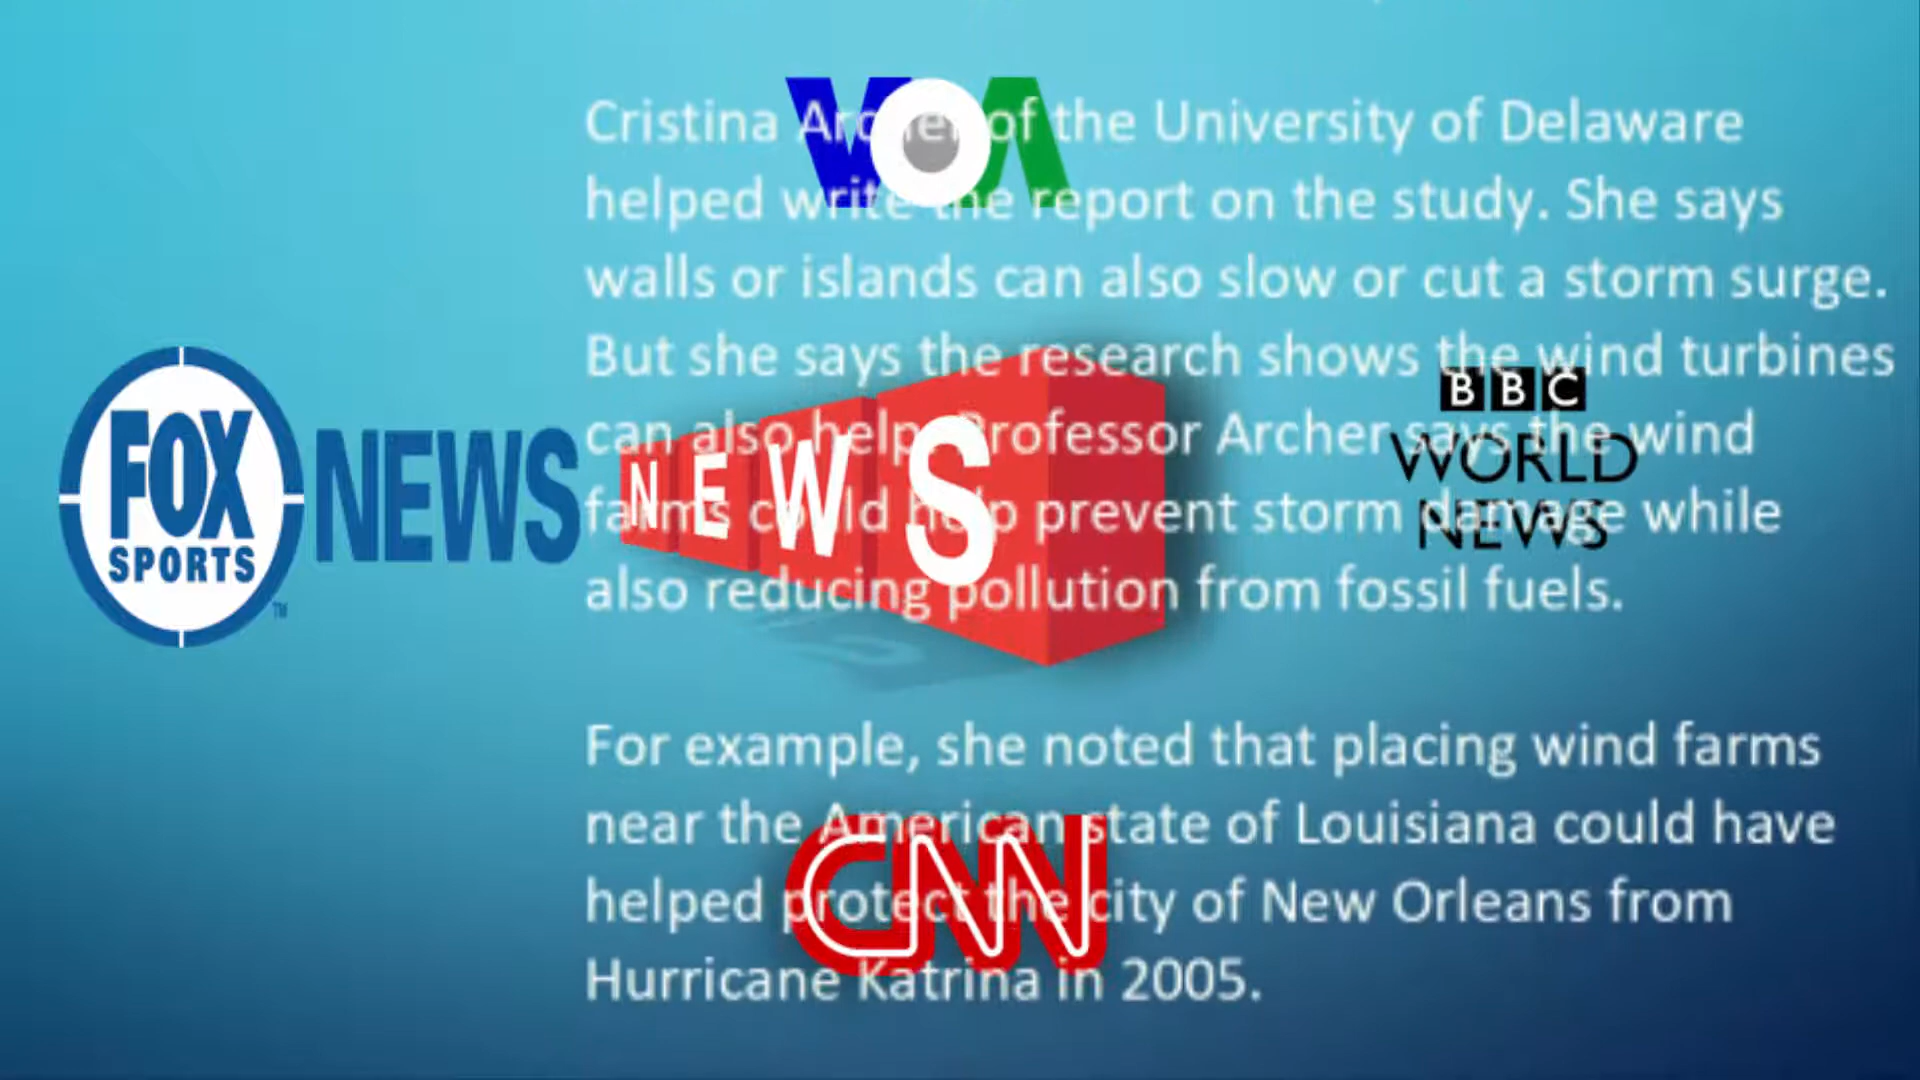 VOA
Cristina Archer of the University of Delaware
helped write the report on the study. She says
walls or islands can also slow or cut a storm surge.
But she says the research shows the wind turbines
can also help. Professor Archer says the wind
farms could help prevent storm damage while
also reducing pollution from fossil fuels.
FOX
SPORTS
TM
NEWS
NEWS
BBC
WORLD
NEWS
For example, she noted that placing wind farms
near the American state of Louisiana could have
helped protect the city of New Orleans from
Hurricane Katrina in 2005.
CNN